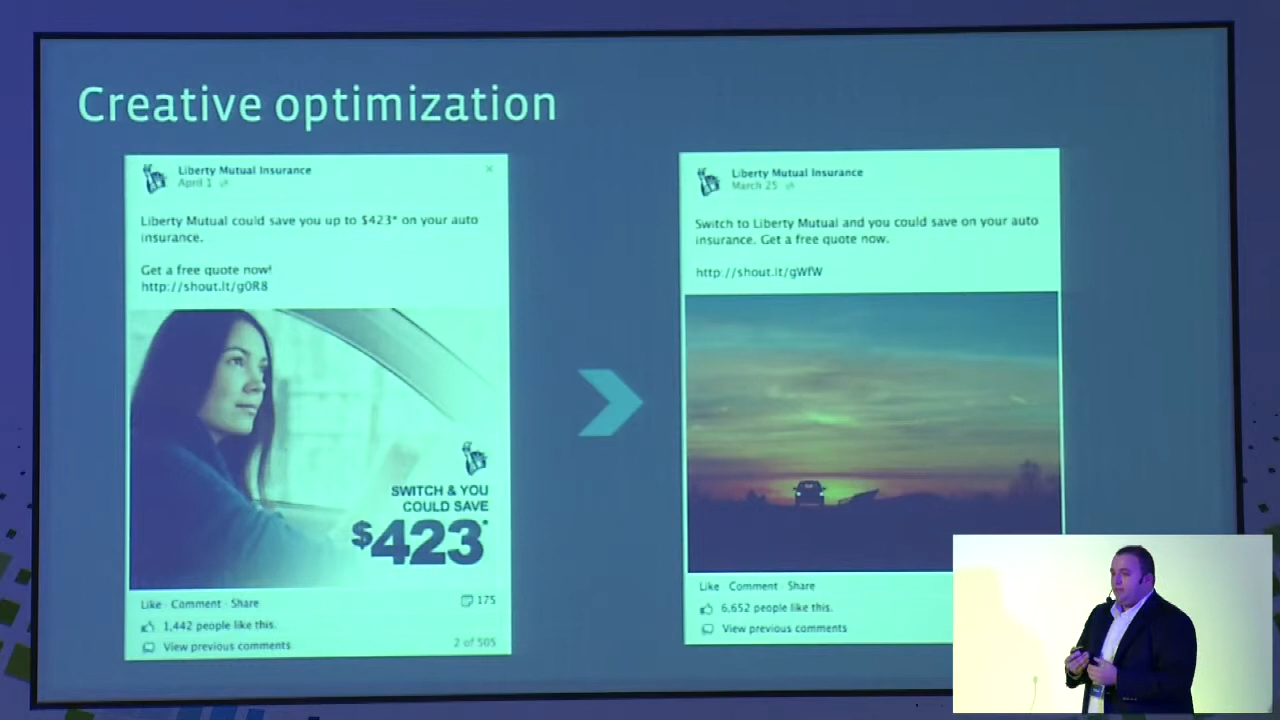 Creative optimization
Liberty Mutual Insurance
April 1
Liberty Mutual could save you up to $423* on your auto
insurance.
Get a free quote now!
http://shout.lt/g0R8
SWITCH & YOU
COULD SAVE
$423*
Like · Comment · Share
175
1,442 people like this.
View previous comments
2 of 505
Liberty Mutual Insurance
March 25
Switch to Liberty Mutual and you could save on your auto
insurance. Get a free quote now.
http://shout.lt/gWfW
Like · Comment · Share
6,652 people like this.
View previous comments